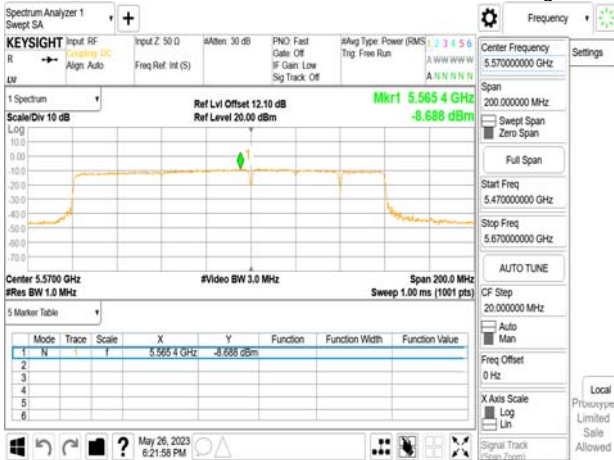 Spectrum Analyzer 1
Swept SA
Frequency
KEYSIGHT
R
Input: RF
Coupling: DC
Align: Auto
Input Z: 50 Ω
Freq Ref: Int (S)
#Atten: 30 dB
PNO: Fast
Gate: Off
IF Gain: Low
Sig Track: Off
#Avg Type: Power (RMS
Trig: Free Run
1 2 3 4 5 6
A W W W W W
A N N N N N
1 Spectrum
Scale/Div 10 dB
Ref Lvl Offset 12.10 dB
Ref Level 20.00 dBm
Mkr1 5.565 4 GHz
-8.688 dBm
Log
10.0
0.00
-10.0
-20.0
-30.0
-40.0
-50.0
-60.0
-70.0
1
Center 5.5700 GHz
#Res BW 1.0 MHz
#Video BW 3.0 MHz
Span 200.0 MHz
Sweep 1.00 ms (1001 pts)
5 Marker Table
Mode Trace Scale X Y Function Function Width Function Value
1 N 1 f 5.565 4 GHz -8.688 dBm
2
3
4
5
6
May 26, 2023
6:21:58 PM
Center Frequency
5.570000000 GHz
Settings
Span
200.000000 MHz
Swept Span
Zero Span
Full Span
Start Freq
5.470000000 GHz
Stop Freq
5.670000000 GHz
AUTO TUNE
CF Step
20.000000 MHz
Auto
Man
Freq Offset
0 Hz
X Axis Scale
Log
Lin
Signal Track
(Span Zoom)
Local
Prototype
Limited
Sale
Allowed